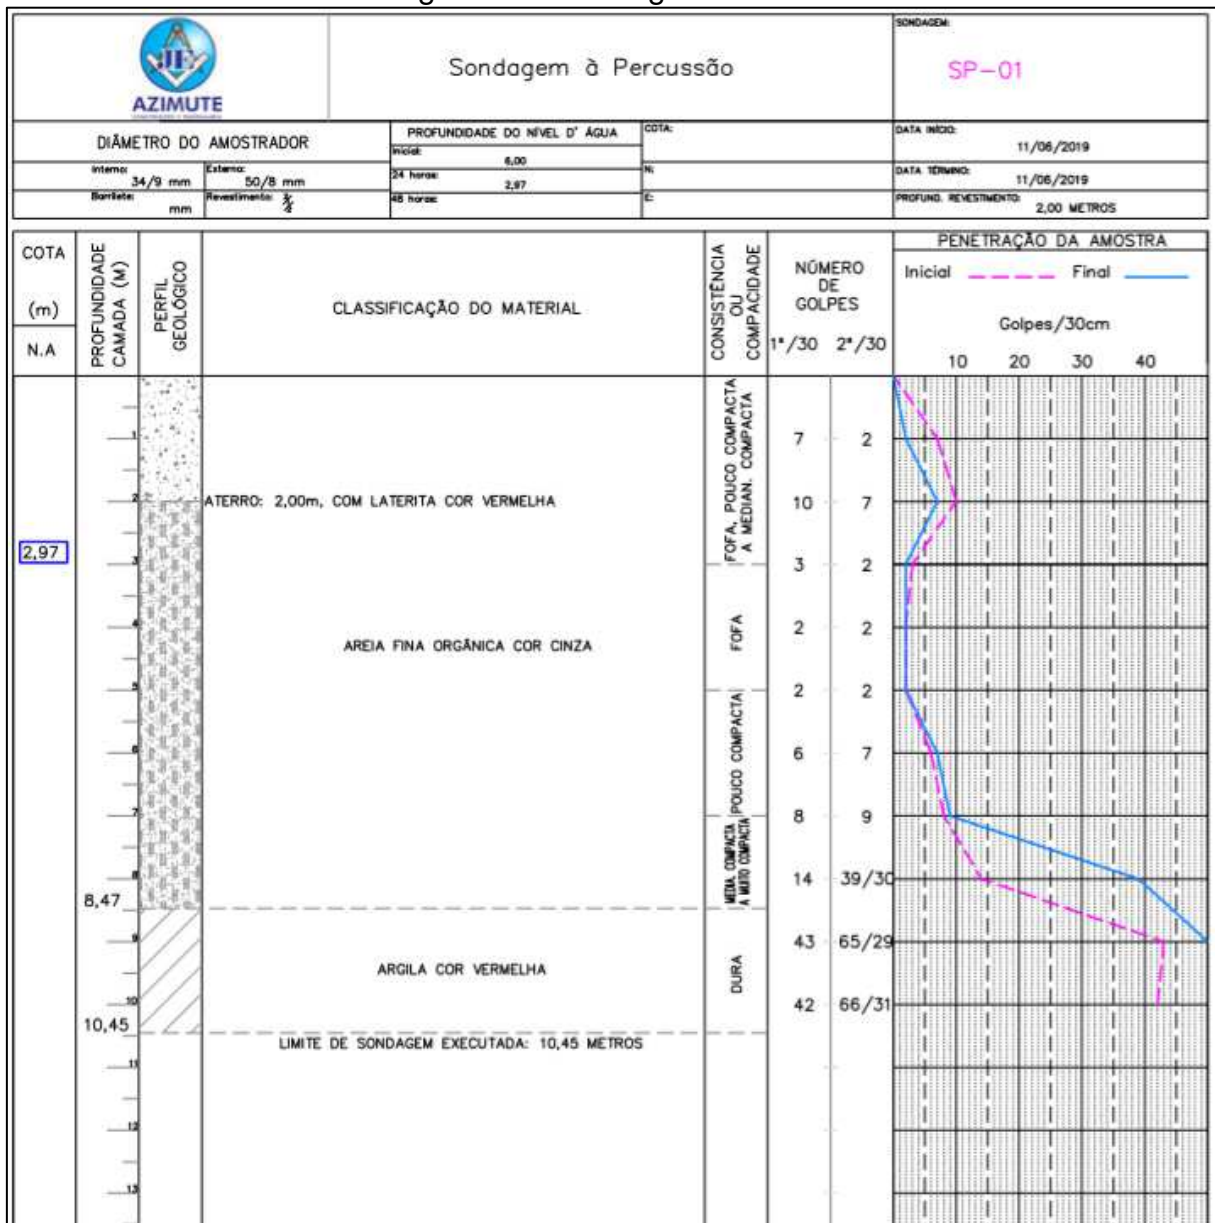 SONDAGEM:
Sondagem à Percussão
SP-01
JF
AZIMUTE
DIÂMETRO DO AMOSTRADOR
PROFUNDIDADE DO NÍVEL D' ÁGUA
COTA:
DATA INÍCIO:
11/06/2019
Inicial:
6,00
Interno:
34/9 mm
Externo:
50/8 mm
24 horas:
2,97
N:
DATA TÉRMINO:
11/06/2019
Barrilete:
mm
Revestimento:
48 horas:
E:
PROFUND. REVESTIMENTO:
2,00 METROS
COTA
(m)
N.A
PROFUNDIDADE
CAMADA (M)
PERFIL
GEOLÓGICO
CLASSIFICAÇÃO DO MATERIAL
CONSISTÊNCIA
OU
COMPACIDADE
NÚMERO
DE
GOLPES
1ª/30 2ª/30
PENETRAÇÃO DA AMOSTRA
Inicial Final
Golpes/30cm
10 20 30 40
FOFA, POUCO COMPACTA
A MEDIAN. COMPACTA
1 7 2
2 ATERRO: 2,00m, COM LATERITA COR VERMELHA 10 7
2,97
3 3 2
4 2 2
AREIA FINA ORGÂNICA COR CINZA
FOFA
5 2 2
6 6 7
POUCO COMPACTA
7 8 9
MEDIA. COMPACTA
A MUITO COMPACTA
8 14 39/30
8,47
9 43 65/29
ARGILA COR VERMELHA
DURA
10 42 66/31
10,45
LIMITE DE SONDAGEM EXECUTADA: 10,45 METROS
11
12
13